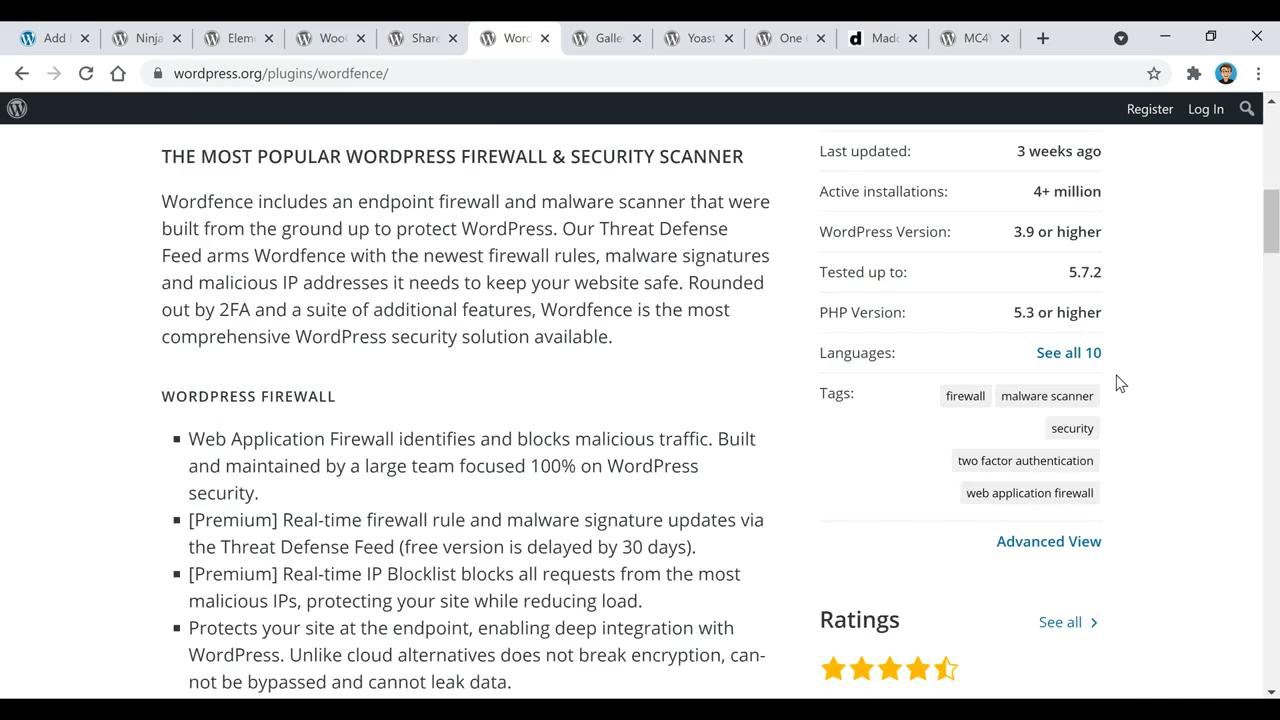 Add
Ninja
Elem
Woo
Share
Word
Galle
Yoast
One
d
Mad
MC4
wordpress.org/plugins/wordfence/
Register
Log In
THE MOST POPULAR WORDPRESS FIREWALL & SECURITY SCANNER
Wordfence includes an endpoint firewall and malware scanner that were
built from the ground up to protect WordPress. Our Threat Defense
Feed arms Wordfence with the newest firewall rules, malware signatures
and malicious IP addresses it needs to keep your website safe. Rounded
out by 2FA and a suite of additional features, Wordfence is the most
comprehensive WordPress security solution available.
WORDPRESS FIREWALL
▪ Web Application Firewall identifies and blocks malicious traffic. Built
and maintained by a large team focused 100% on WordPress
security.
▪ [Premium] Real-time firewall rule and malware signature updates via
the Threat Defense Feed (free version is delayed by 30 days).
▪ [Premium] Real-time IP Blocklist blocks all requests from the most
malicious IPs, protecting your site while reducing load.
▪ Protects your site at the endpoint, enabling deep integration with
WordPress. Unlike cloud alternatives does not break encryption, can-
not be bypassed and cannot leak data.
Last updated: 3 weeks ago
Active installations: 4+ million
WordPress Version: 3.9 or higher
Tested up to: 5.7.2
PHP Version: 5.3 or higher
Languages: See all 10
Tags: firewall malware scanner
security
two factor authentication
web application firewall
Advanced View
Ratings See all